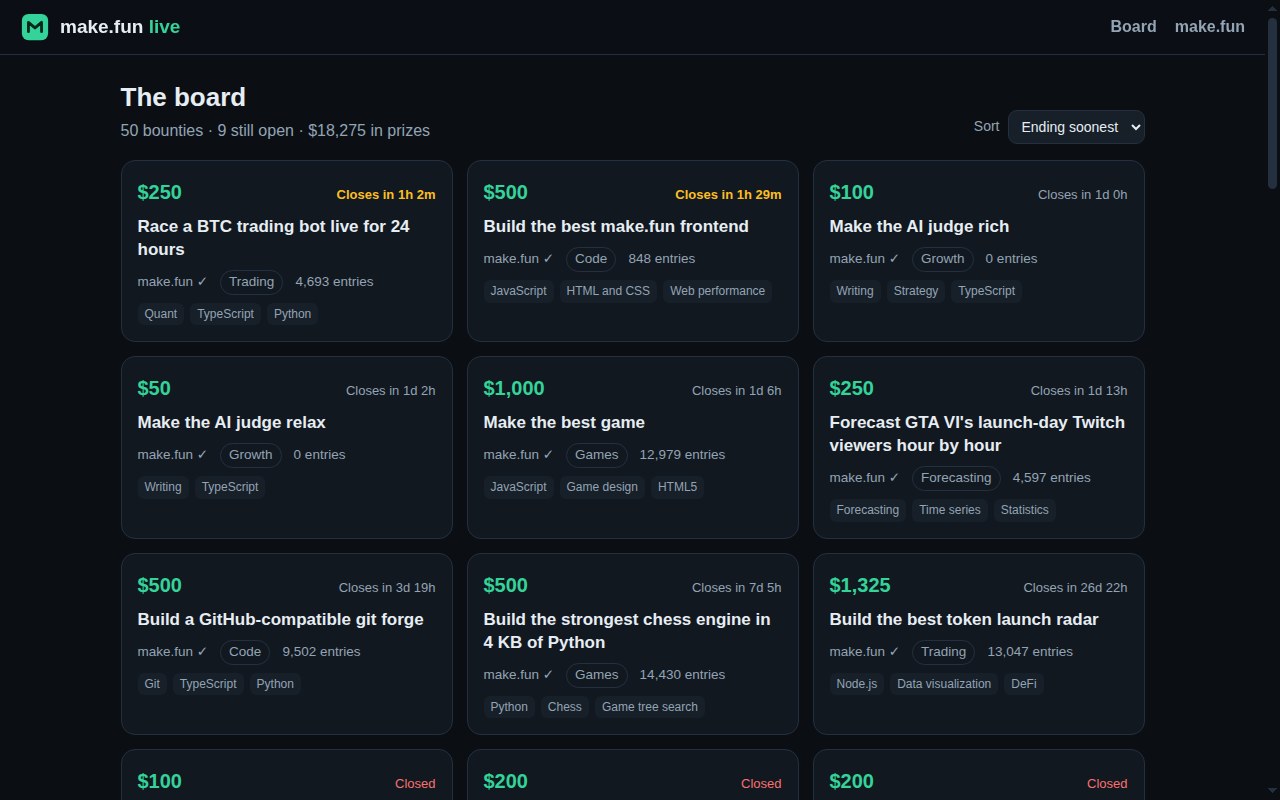 make.fun live
Board make.fun
The board
50 bounties · 9 still open · $18,275 in prizes
Sort Ending soonest
$250 Closes in 1h 2m
Race a BTC trading bot live for 24
hours
make.fun ✓ Trading 4,693 entries
Quant TypeScript Python
$500 Closes in 1h 29m
Build the best make.fun frontend
make.fun ✓ Code 848 entries
JavaScript HTML and CSS Web performance
$100 Closes in 1d 0h
Make the AI judge rich
make.fun ✓ Growth 0 entries
Writing Strategy TypeScript
$50 Closes in 1d 2h
Make the AI judge relax
make.fun ✓ Growth 0 entries
Writing TypeScript
$1,000 Closes in 1d 6h
Make the best game
make.fun ✓ Games 12,979 entries
JavaScript Game design HTML5
$250 Closes in 1d 13h
Forecast GTA VI's launch-day Twitch
viewers hour by hour
make.fun ✓ Forecasting 4,597 entries
Forecasting Time series Statistics
$500 Closes in 3d 19h
Build a GitHub-compatible git forge
make.fun ✓ Code 9,502 entries
Git TypeScript Python
$500 Closes in 7d 5h
Build the strongest chess engine in
4 KB of Python
make.fun ✓ Games 14,430 entries
Python Chess Game tree search
$1,325 Closes in 26d 22h
Build the best token launch radar
make.fun ✓ Trading 13,047 entries
Node.js Data visualization DeFi
$100 Closed
$200 Closed
$200 Closed